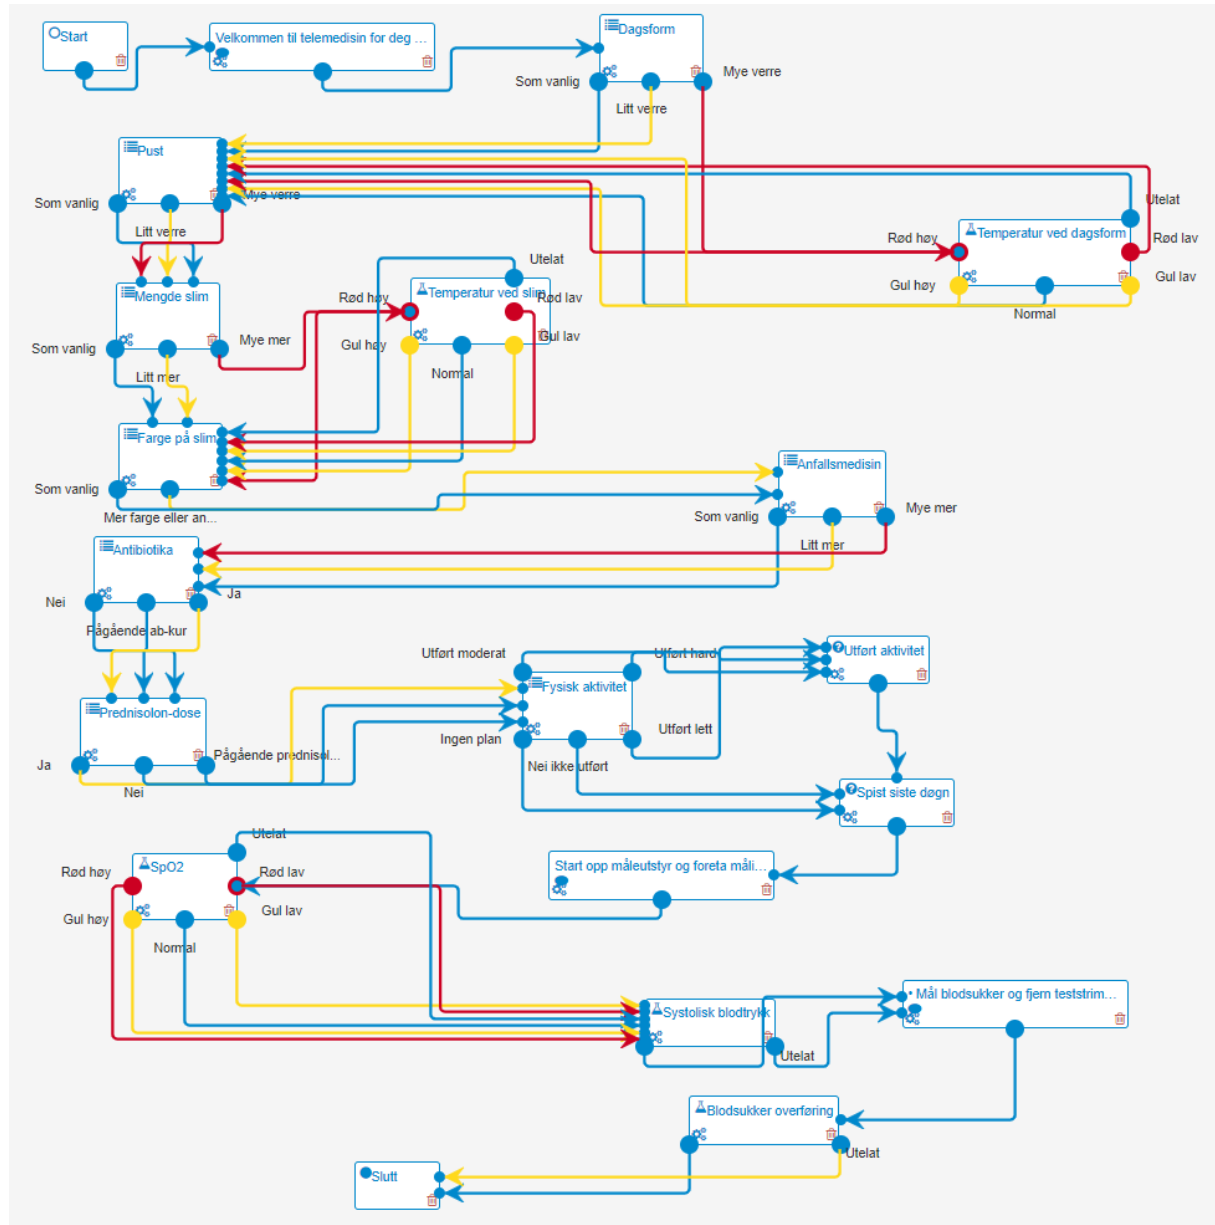 Start
Velkommen til telemedisin for deg ...
Dagsform
Som vanlig
Mye verre
Litt verre
Pust
Som vanlig
Mye verre
Litt verre
Utelat
Temperatur ved dagsform
Rød høy
Rød lav
Gul høy
Gul lav
Normal
Mengde slim
Som vanlig
Mye mer
Litt mer
Utelat
Temperatur ved slim
Rød høy
Rød lav
Gul høy
Gul lav
Normal
Farge på slim
Som vanlig
Mer farge eller an...
Anfallsmedisin
Som vanlig
Mye mer
Litt mer
Antibiotika
Nei
Ja
Pågående ab-kur
Prednisolon-dose
Ja
Pågående prednisol...
Nei
Utført moderat
Utført hard
Fysisk aktivitet
Utført lett
Ingen plan
Nei ikke utført
Utført aktivitet
Spist siste døgn
Start opp måleutstyr og foreta måli...
Utelat
SpO2
Rød høy
Rød lav
Gul høy
Gul lav
Normal
Systolisk blodtrykk
Utelat
• Mål blodsukker og fjern teststrim...
Blodsukker overføring
Utelat
Slutt